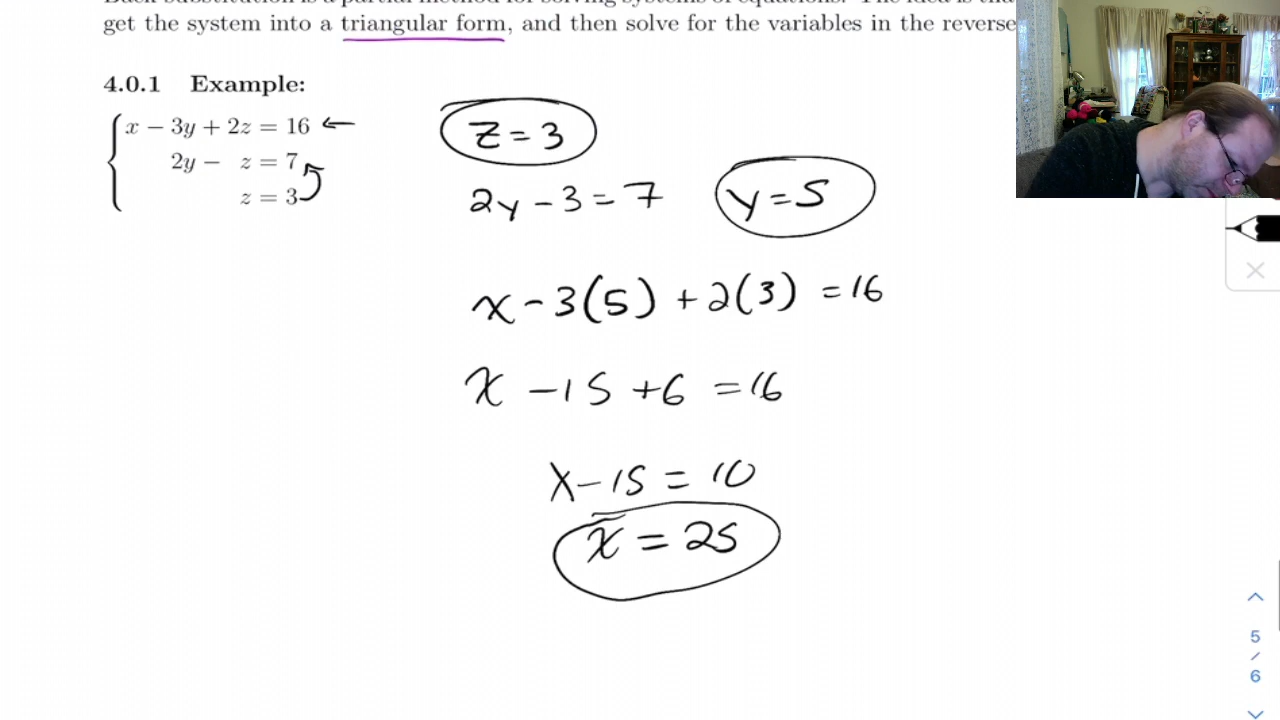 get the system into a triangular form, and then solve for the variables in the reverse
4.0.1 Example:
x − 3y + 2z = 16 ←
2y − z = 7
z = 3
z = 3
2y − 3 = 7
y = 5
x − 3(5) + 2(3) = 16
x − 15 + 6 = 16
x − 15 = 10
x = 25
5
/
6